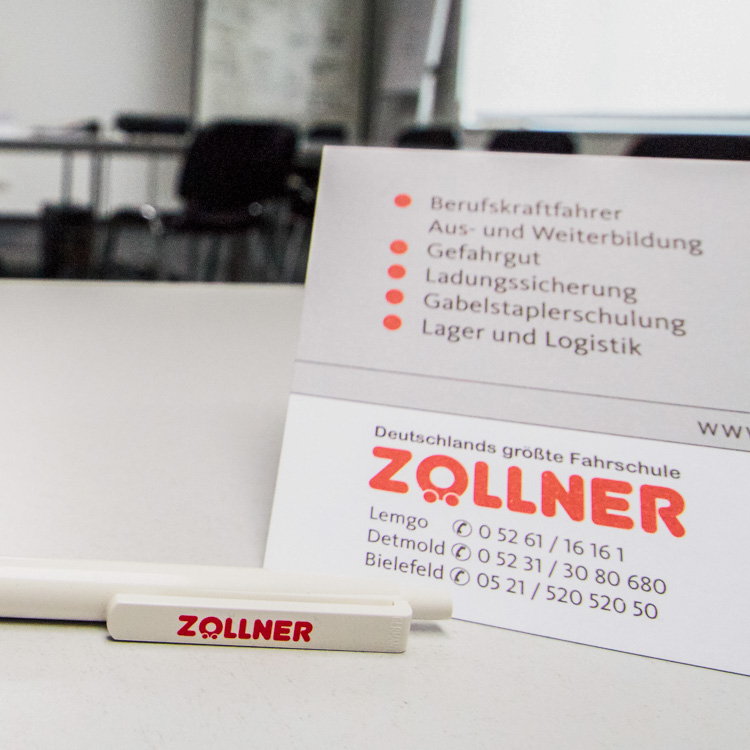 Berufskraftfahrer
Aus- und Weiterbildung
Gefahrgut
Ladungssicherung
Gabelstaplerschulung
Lager und Logistik
www
Deutschlands größte Fahrschule
ZOLLNER
Lemgo ✆ 0 52 61 / 16 16 1
Detmold ✆ 0 52 31 / 30 80 680
Bielefeld ✆ 05 21 / 520 520 50
ZOLLNER